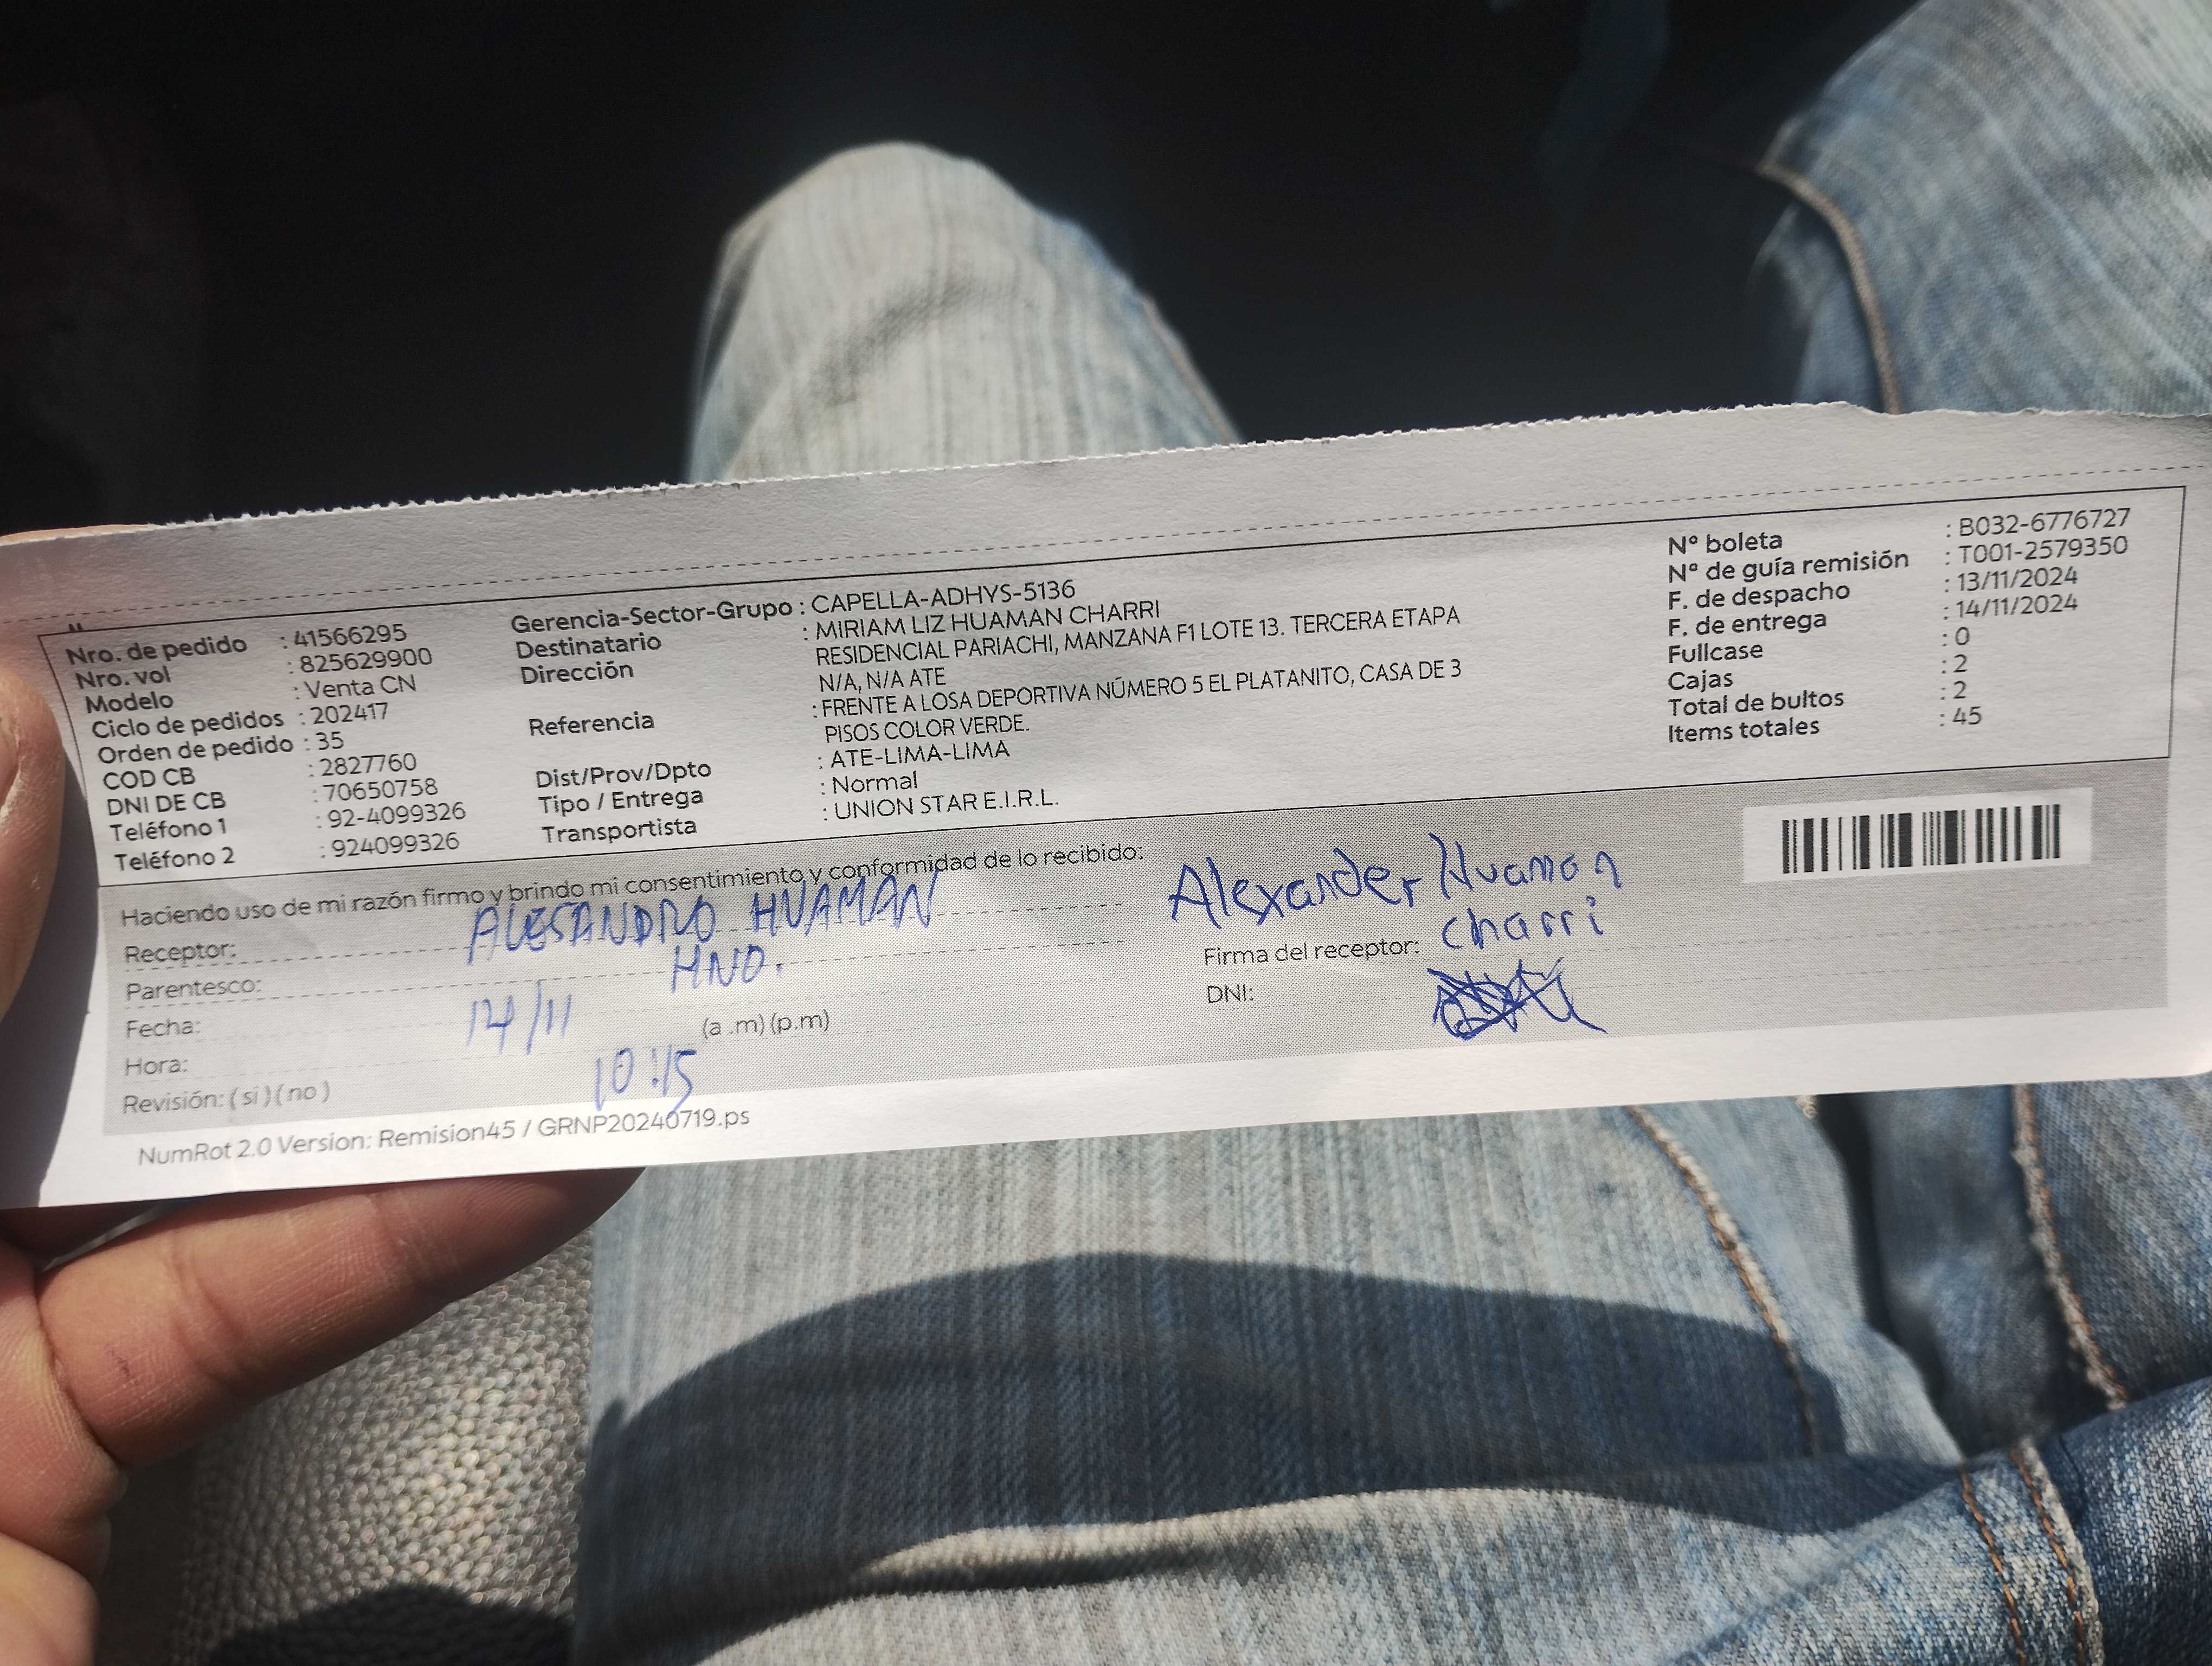 Nro. de pedido : 41566295
Nro. vol : 825629900
Modelo : Venta CN
Ciclo de pedidos : 202417
Orden de pedido : 35
COD CB : 2827760
DNI DE CB : 70650758
Teléfono 1 : 92-4099326
Teléfono 2 : 924099326
Gerencia-Sector-Grupo : CAPELLA-ADHYS-5136
Destinatario : MIRIAM LIZ HUAMAN CHARRI
Dirección RESIDENCIAL PARIACHI, MANZANA F1 LOTE 13. TERCERA ETAPA
N/A, N/A ATE
Referencia : FRENTE A LOSA DEPORTIVA NÚMERO 5 EL PLATANITO, CASA DE 3
PISOS COLOR VERDE.
Dist/Prov/Dpto : ATE-LIMA-LIMA
Tipo / Entrega : Normal
Transportista : UNION STAR E.I.R.L.
N° boleta : B032-6776727
N° de guía remisión : T001-2579350
F. de despacho : 13/11/2024
F. de entrega : 14/11/2024
Fullcase : 0
Cajas : 2
Total de bultos : 2
Items totales : 45
Haciendo uso de mi razón firmo y brindo mi consentimiento y conformidad de lo recibido:
Receptor: ALESANDRO HUAMAN
Parentesco: HNO.
Fecha: 14/11
Hora: 10:15 (a .m) (p.m)
Revisión: ( si ) ( no )
Alexander Huaman
Charri
Firma del receptor:
DNI:
NumRot 2.0 Version: Remision45 / GRNP20240719.ps